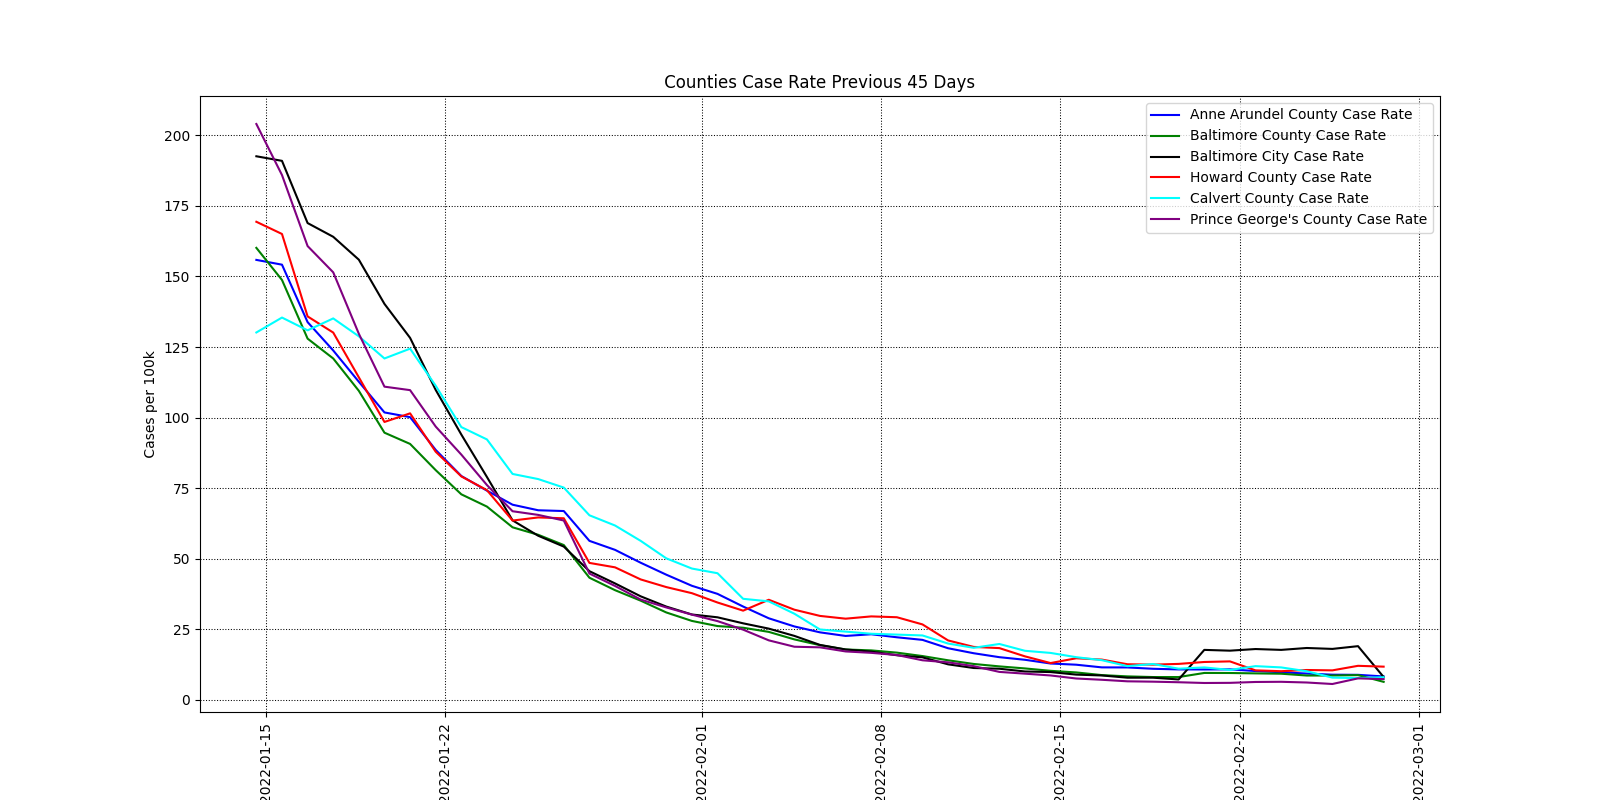 Counties Case Rate Previous 45 Days
Anne Arundel County Case Rate
Baltimore County Case Rate
Baltimore City Case Rate
Howard County Case Rate
Calvert County Case Rate
Prince George's County Case Rate
Cases per 100k
200
175
150
125
100
75
50
25
0
2022-01-15
2022-01-22
2022-02-01
2022-02-08
2022-02-15
2022-02-22
2022-03-01